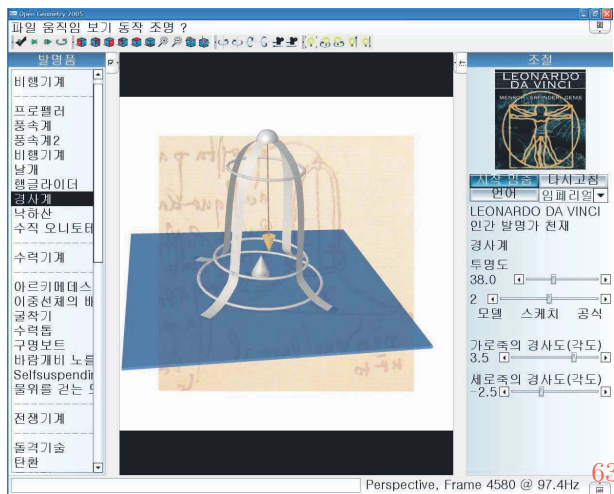 Open Geometry 2005
파일 움직임 보기 동작 조명 ?
발명품
비행기계
프로펠러
풍속계
풍속계2
비행기계
날개
행글라이더
경사계
낙하산
수직 오니토테
수력기계
아르키메데스
이중선체의 배
굴착기
수력톱
구명보트
바람개비 노를
Selfsuspendin
물위를 걷는 도
전쟁기계
돌격기술
탄환
조절
LEONARDO
DA VINCI
MENSCH ERFINDER GENIE
시작 멈춤 다시고침
언어 임페리얼
LEONARDO DA VINCI
인간 발명가 천재
경사계
투명도
38.0
2
모델 스케치 공식
가로축의 경사도(각도)
3.5
세로축의 경사도(각도)
-2.5
Perspective, Frame 4580 @ 97.4Hz
63